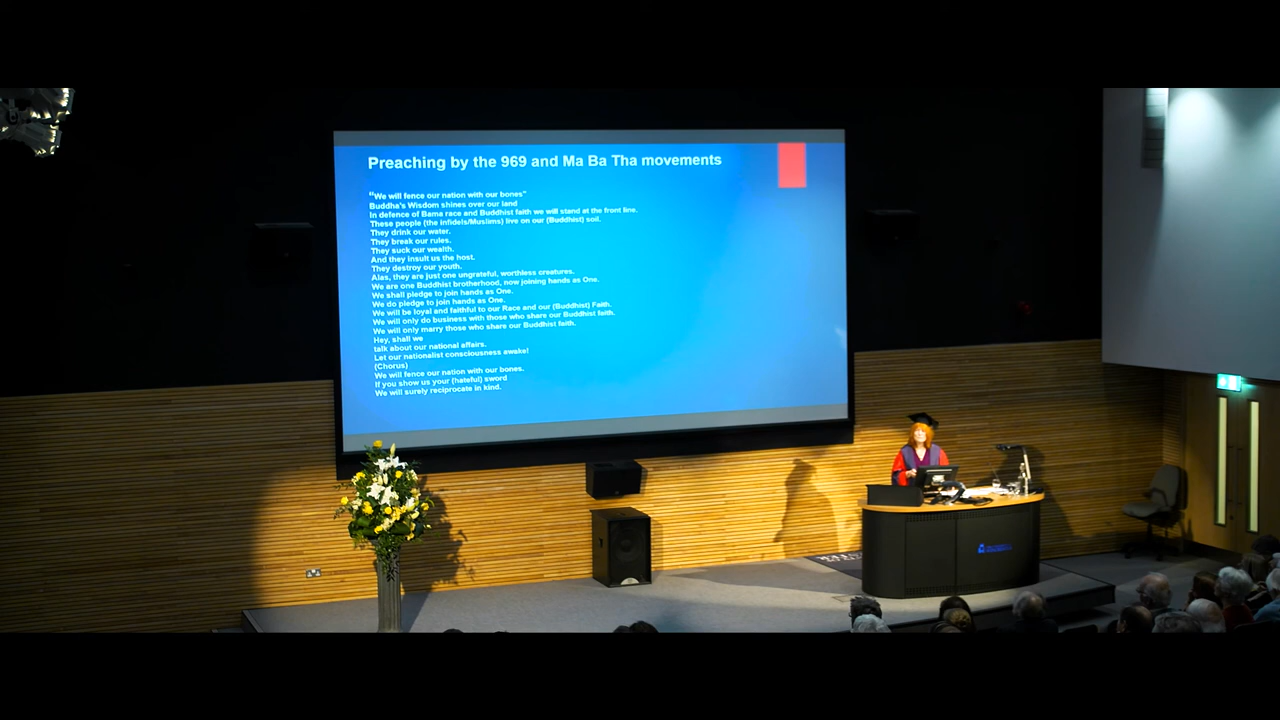 Preaching by the 969 and Ma Ba Tha movements
“We will fence our nation with our bones”
Buddha's Wisdom shines over our land
In defence of Bama race and Buddhist faith we will stand at the front line.
These people (the infidels/Muslims) live on our (Buddhist) soil.
They drink our water.
They break our rules.
They suck our wealth.
And they insult us the host.
They destroy our youth.
Alas, they are just one ungrateful, worthless creatures.
We are one Buddhist brotherhood, now joining hands as One.
We shall pledge to join hands as One.
We do pledge to join hands as One.
We will be loyal and faithful to our Race and our (Buddhist) Faith.
We will only do business with those who share our Buddhist faith.
We will only marry those who share our Buddhist faith.
Hey, shall we
talk about our national affairs.
Let our nationalist consciousness awake!
(Chorus)
We will fence our nation with our bones.
If you show us your (hateful) sword
We will surely reciprocate in kind.